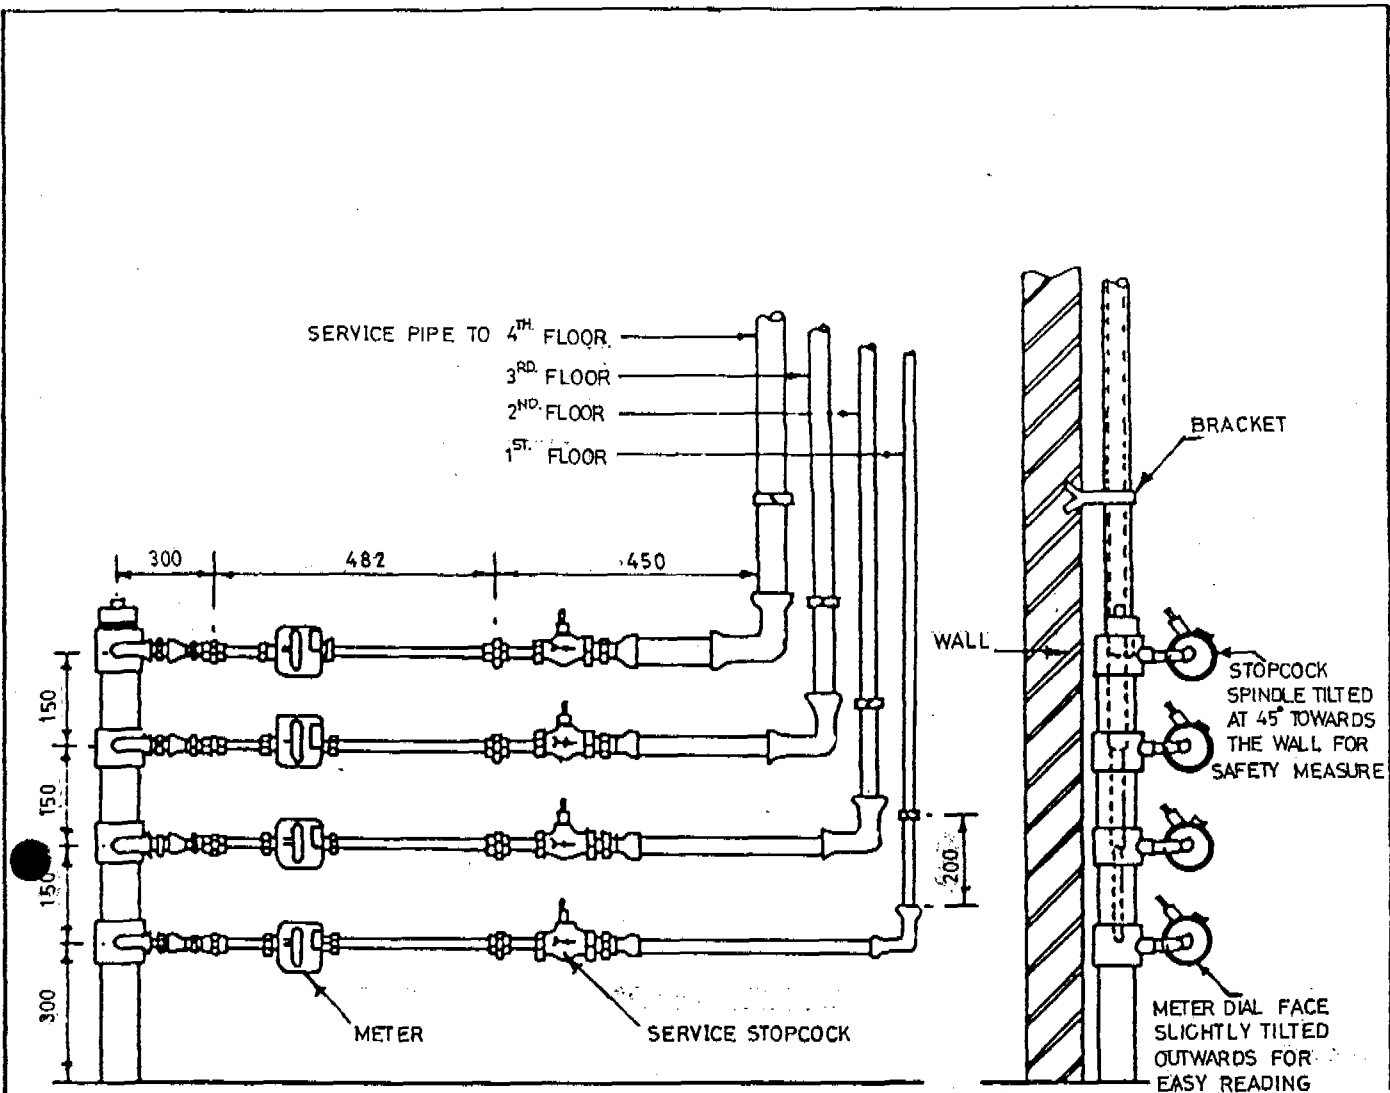 SERVICE PIPE TO 4TH. FLOOR
3RD. FLOOR
2ND. FLOOR
1ST. FLOOR
300
482
450
150
150
150
300
200
METER
SERVICE STOPCOCK
BRACKET
WALL
STOPCOCK
SPINDLE TILTED
AT 45° TOWARDS
THE WALL FOR
SAFETY MEASURE
METER DIAL FACE
SLIGHTLY TILTED
OUTWARDS FOR
EASY READING